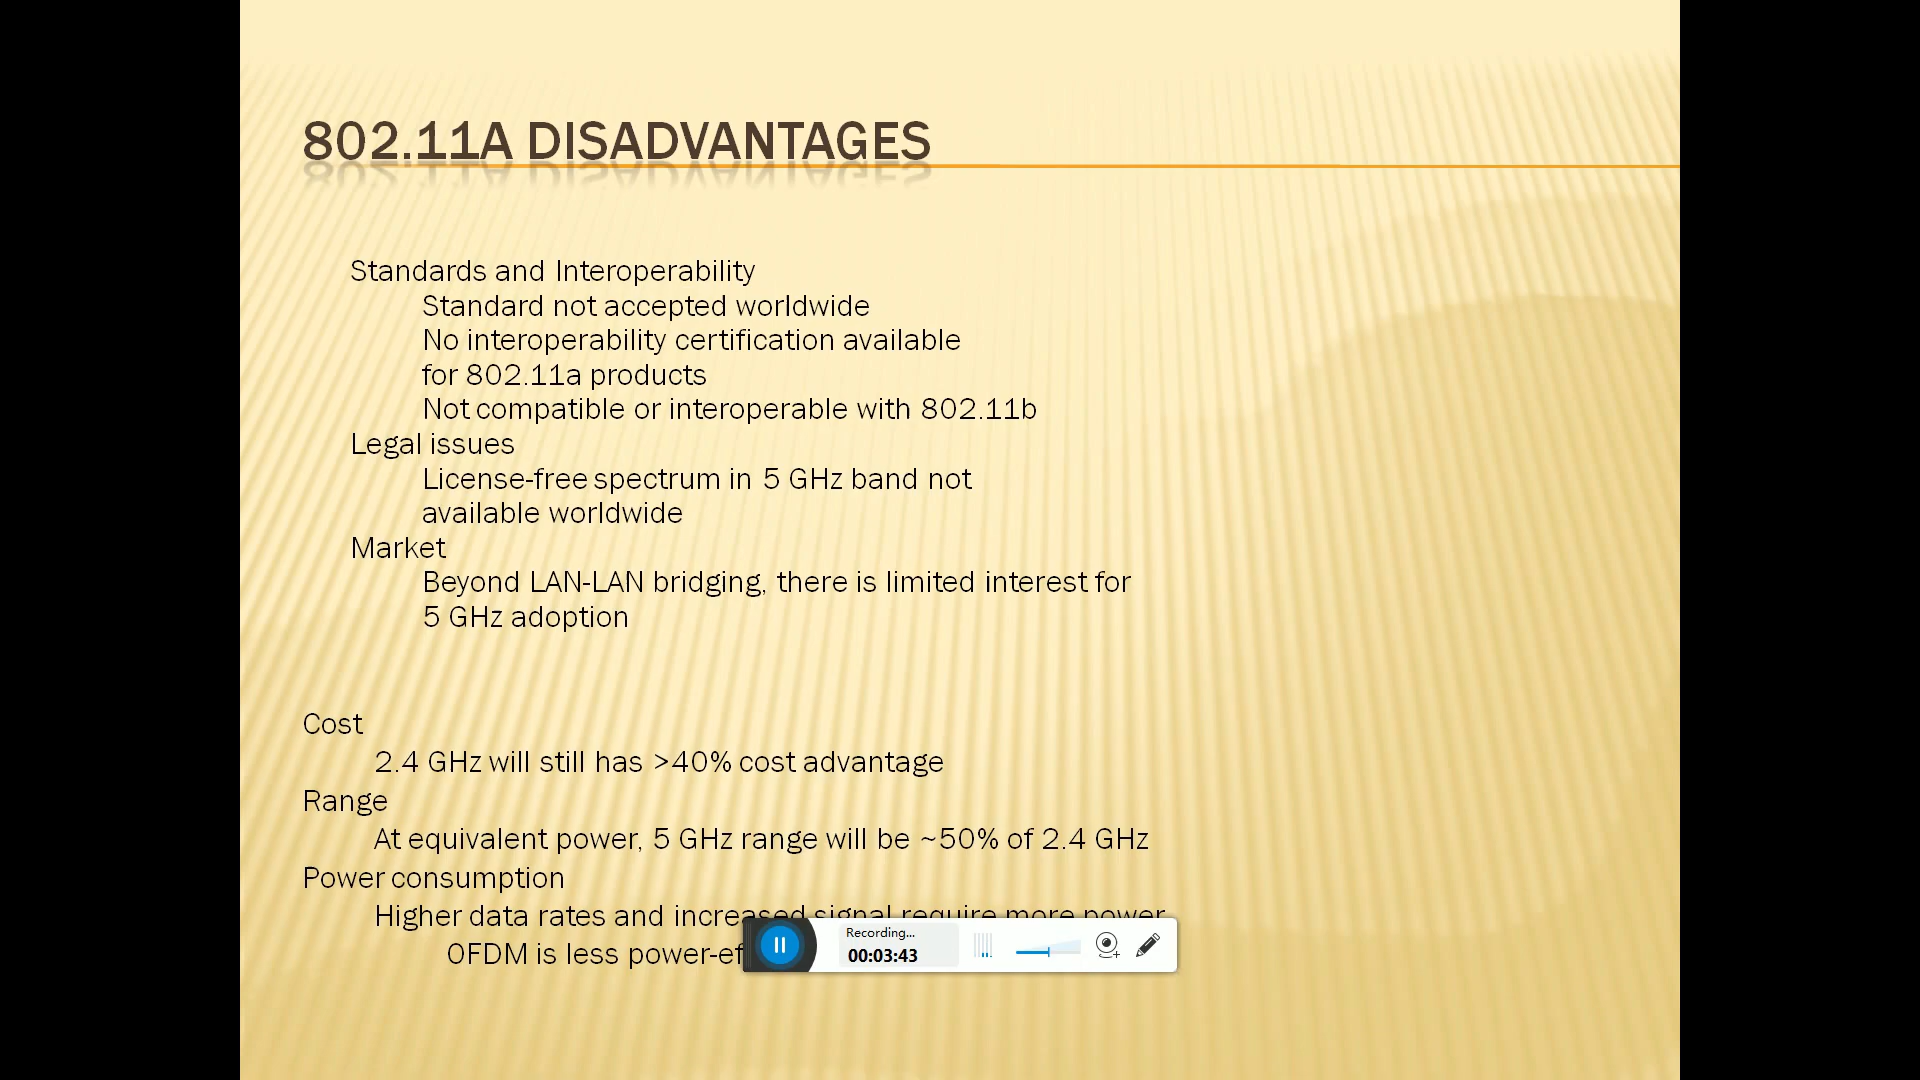 802.11A DISADVANTAGES
Standards and Interoperability
Standard not accepted worldwide
No interoperability certification available
for 802.11a products
Not compatible or interoperable with 802.11b
Legal issues
License-free spectrum in 5 GHz band not
available worldwide
Market
Beyond LAN-LAN bridging, there is limited interest for
5 GHz adoption
Cost
2.4 GHz will still has >40% cost advantage
Range
At equivalent power, 5 GHz range will be ~50% of 2.4 GHz
Power consumption
Higher data rates and increased signal require more power
OFDM is less
Recording...
00:03:43